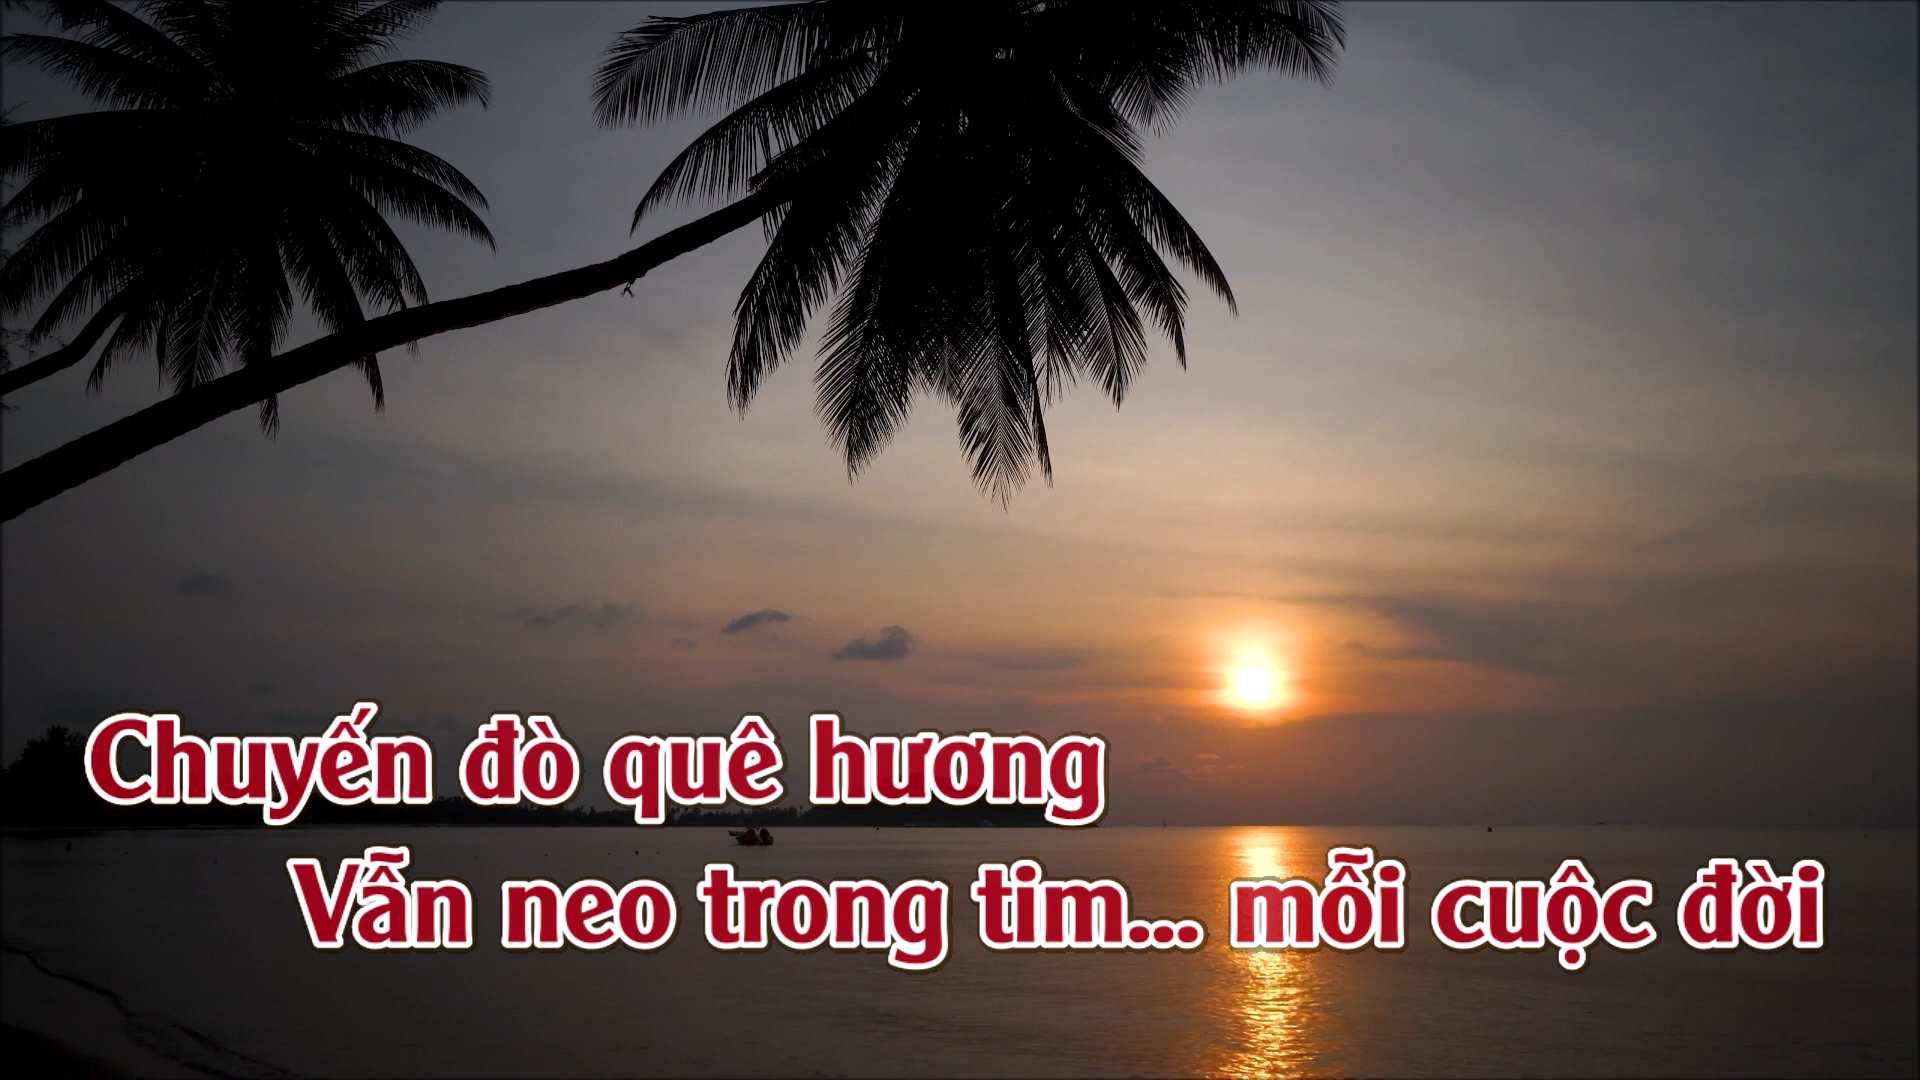 Chuyến đò quê hương
Vẫn neo trong tim... mỗi cuộc đời